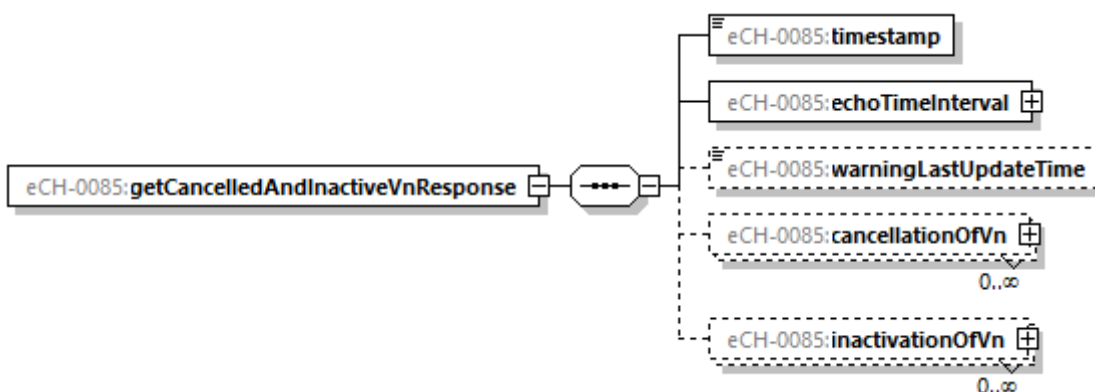 eCH-0085:timestamp
eCH-0085:echoTimeInterval
eCH-0085:warningLastUpdateTime
eCH-0085:getCancelledAndInactiveVnResponse
eCH-0085:cancellationOfVn
0..∞
eCH-0085:inactivationOfVn
0..∞